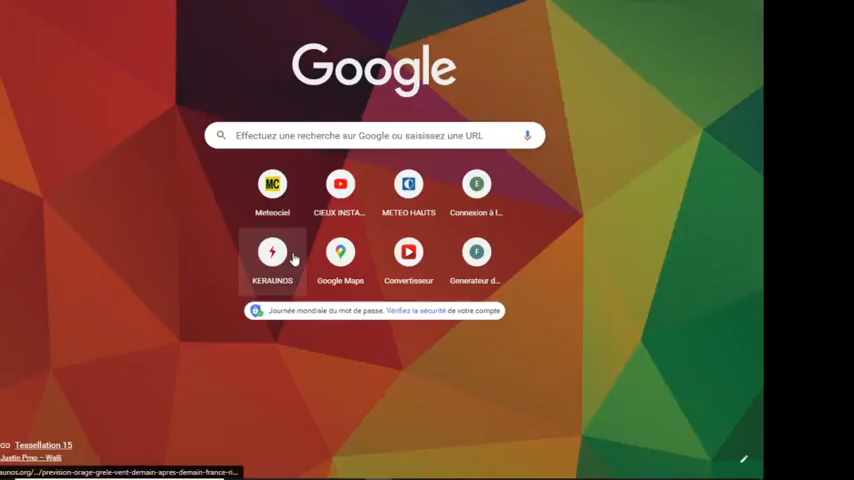 Google
Effectuez une recherche sur Google ou saisissez une URL
MC
Meteociel
CIEUX INSTA...
METEO HAUTS
E
Connexion à l...
KERAUNOS
Google Maps
Convertisseur
F
Generateur d...
Journée mondiale du mot de passe. Vérifiez la sécurité de votre compte
Tessellation 15
Justin Prno – Walli
aunos.org/.../prevision-orage-grele-vent-demain-apres-demain-france-ri...